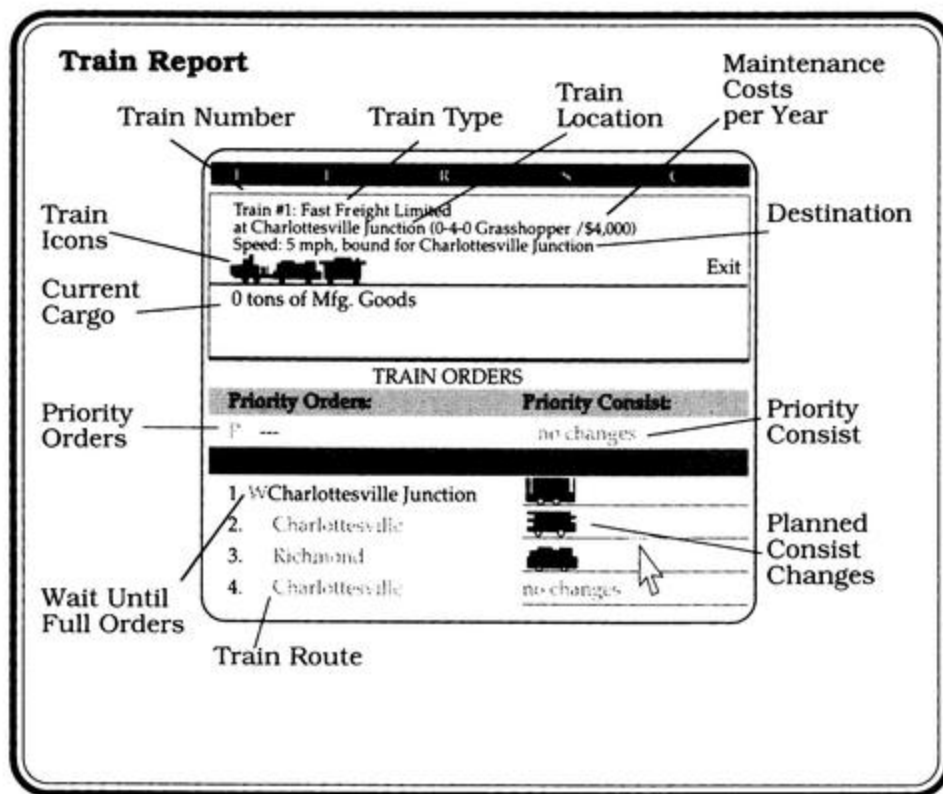 Train Report
Maintenance
Costs
per Year
Train
Location
Train Number
Train Type
R S
Train #1: Fast Freight Limited
at Charlottesville Junction (0-4-0 Grasshopper /$4,000)
Speed: 5 mph, bound for Charlottesville Junction
Destination
Train
Icons
Exit
Current
Cargo
0 tons of Mfg. Goods
TRAIN ORDERS
Priority Orders: Priority Consist:
Priority
Orders
P --- no changes
Priority
Consist
1. W Charlottesville Junction
2. Charlottesville
3. Richmond
4. Charlottesville no changes
Planned
Consist
Changes
Wait Until
Full Orders
Train Route